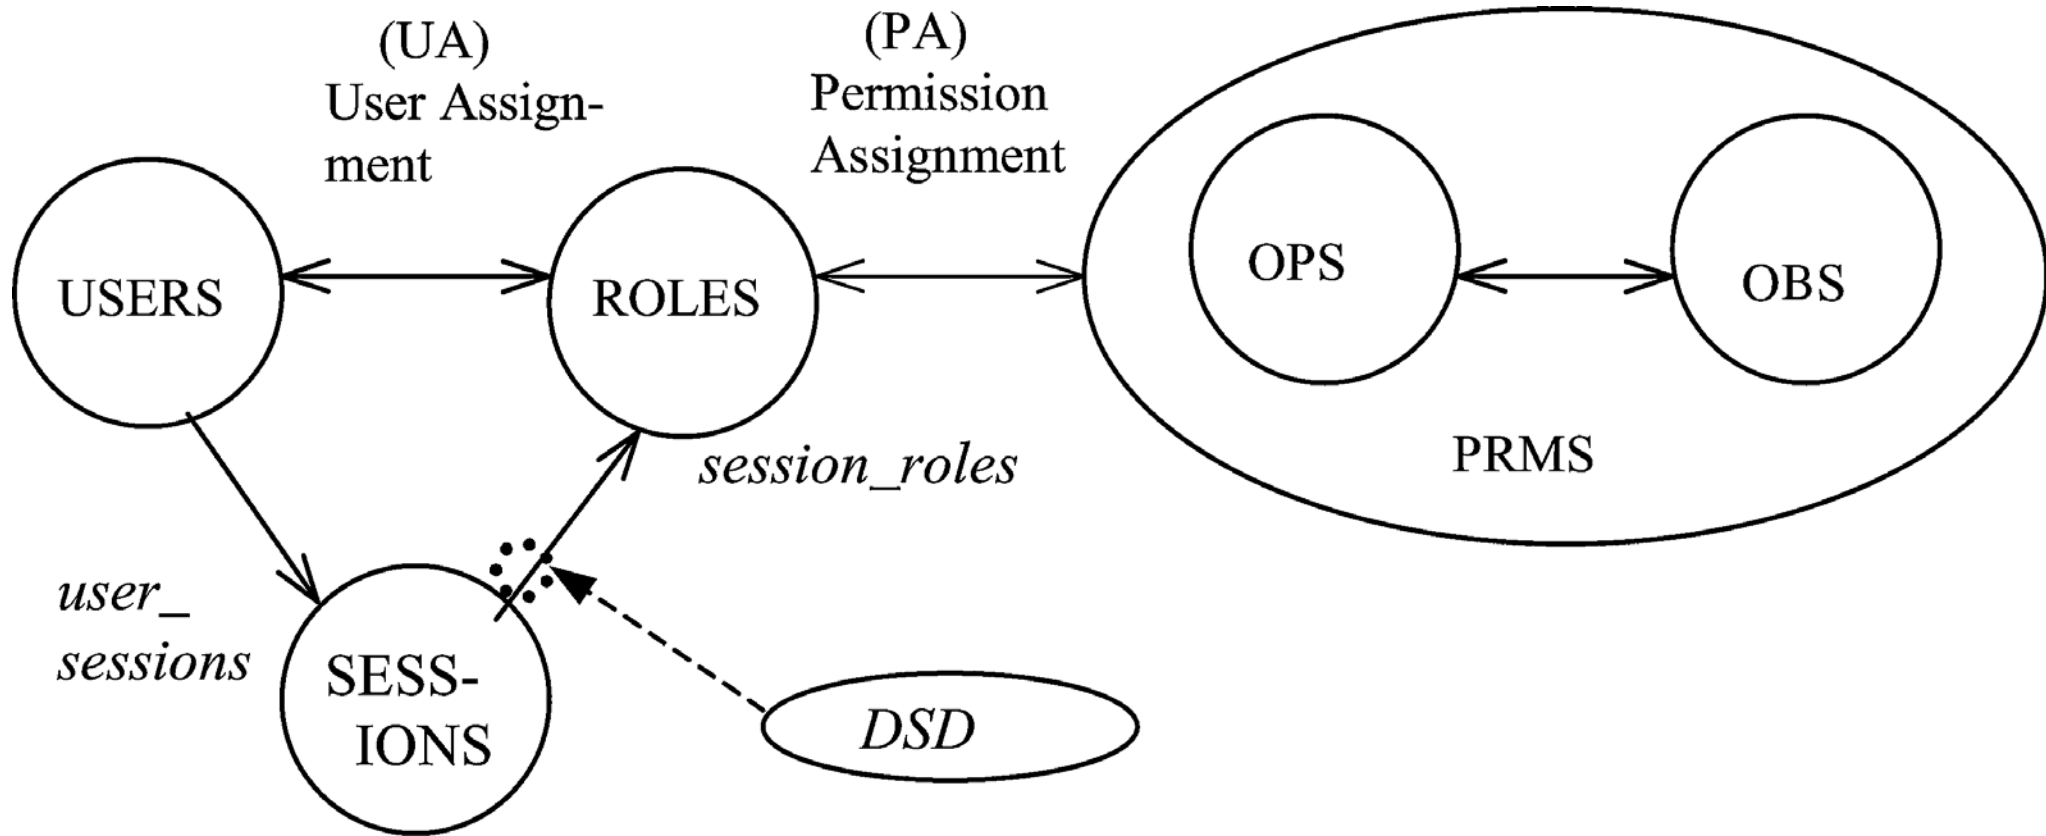 (UA)
User Assign-
ment
(PA)
Permission
Assignment
USERS
ROLES
OPS
OBS
PRMS
session_roles
user_
sessions
SESS-
IONS
DSD